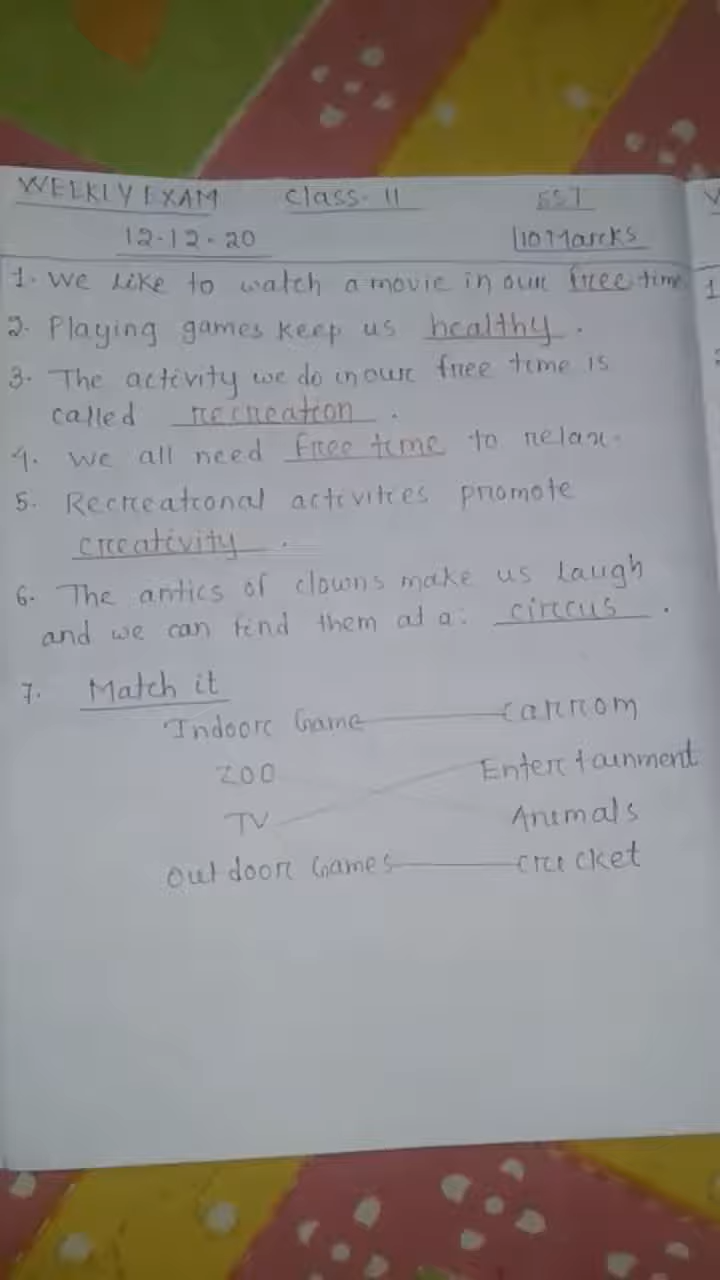 WEEKLY EXAM Class-II SST
12-12-20 10 Marks
1. We like to watch a movie in our free time
2. Playing games keep us healthy.
3. The activity we do in our free time is
called recreation.
4. We all need Free time to relax.
5. Recreational activities promote
creativity.
6. The antics of clowns make us laugh
and we can find them at a. circus.
7. Match it
Indoor Game Carrom
ZOO Entertainment
TV Animals
Outdoor Games Cricket